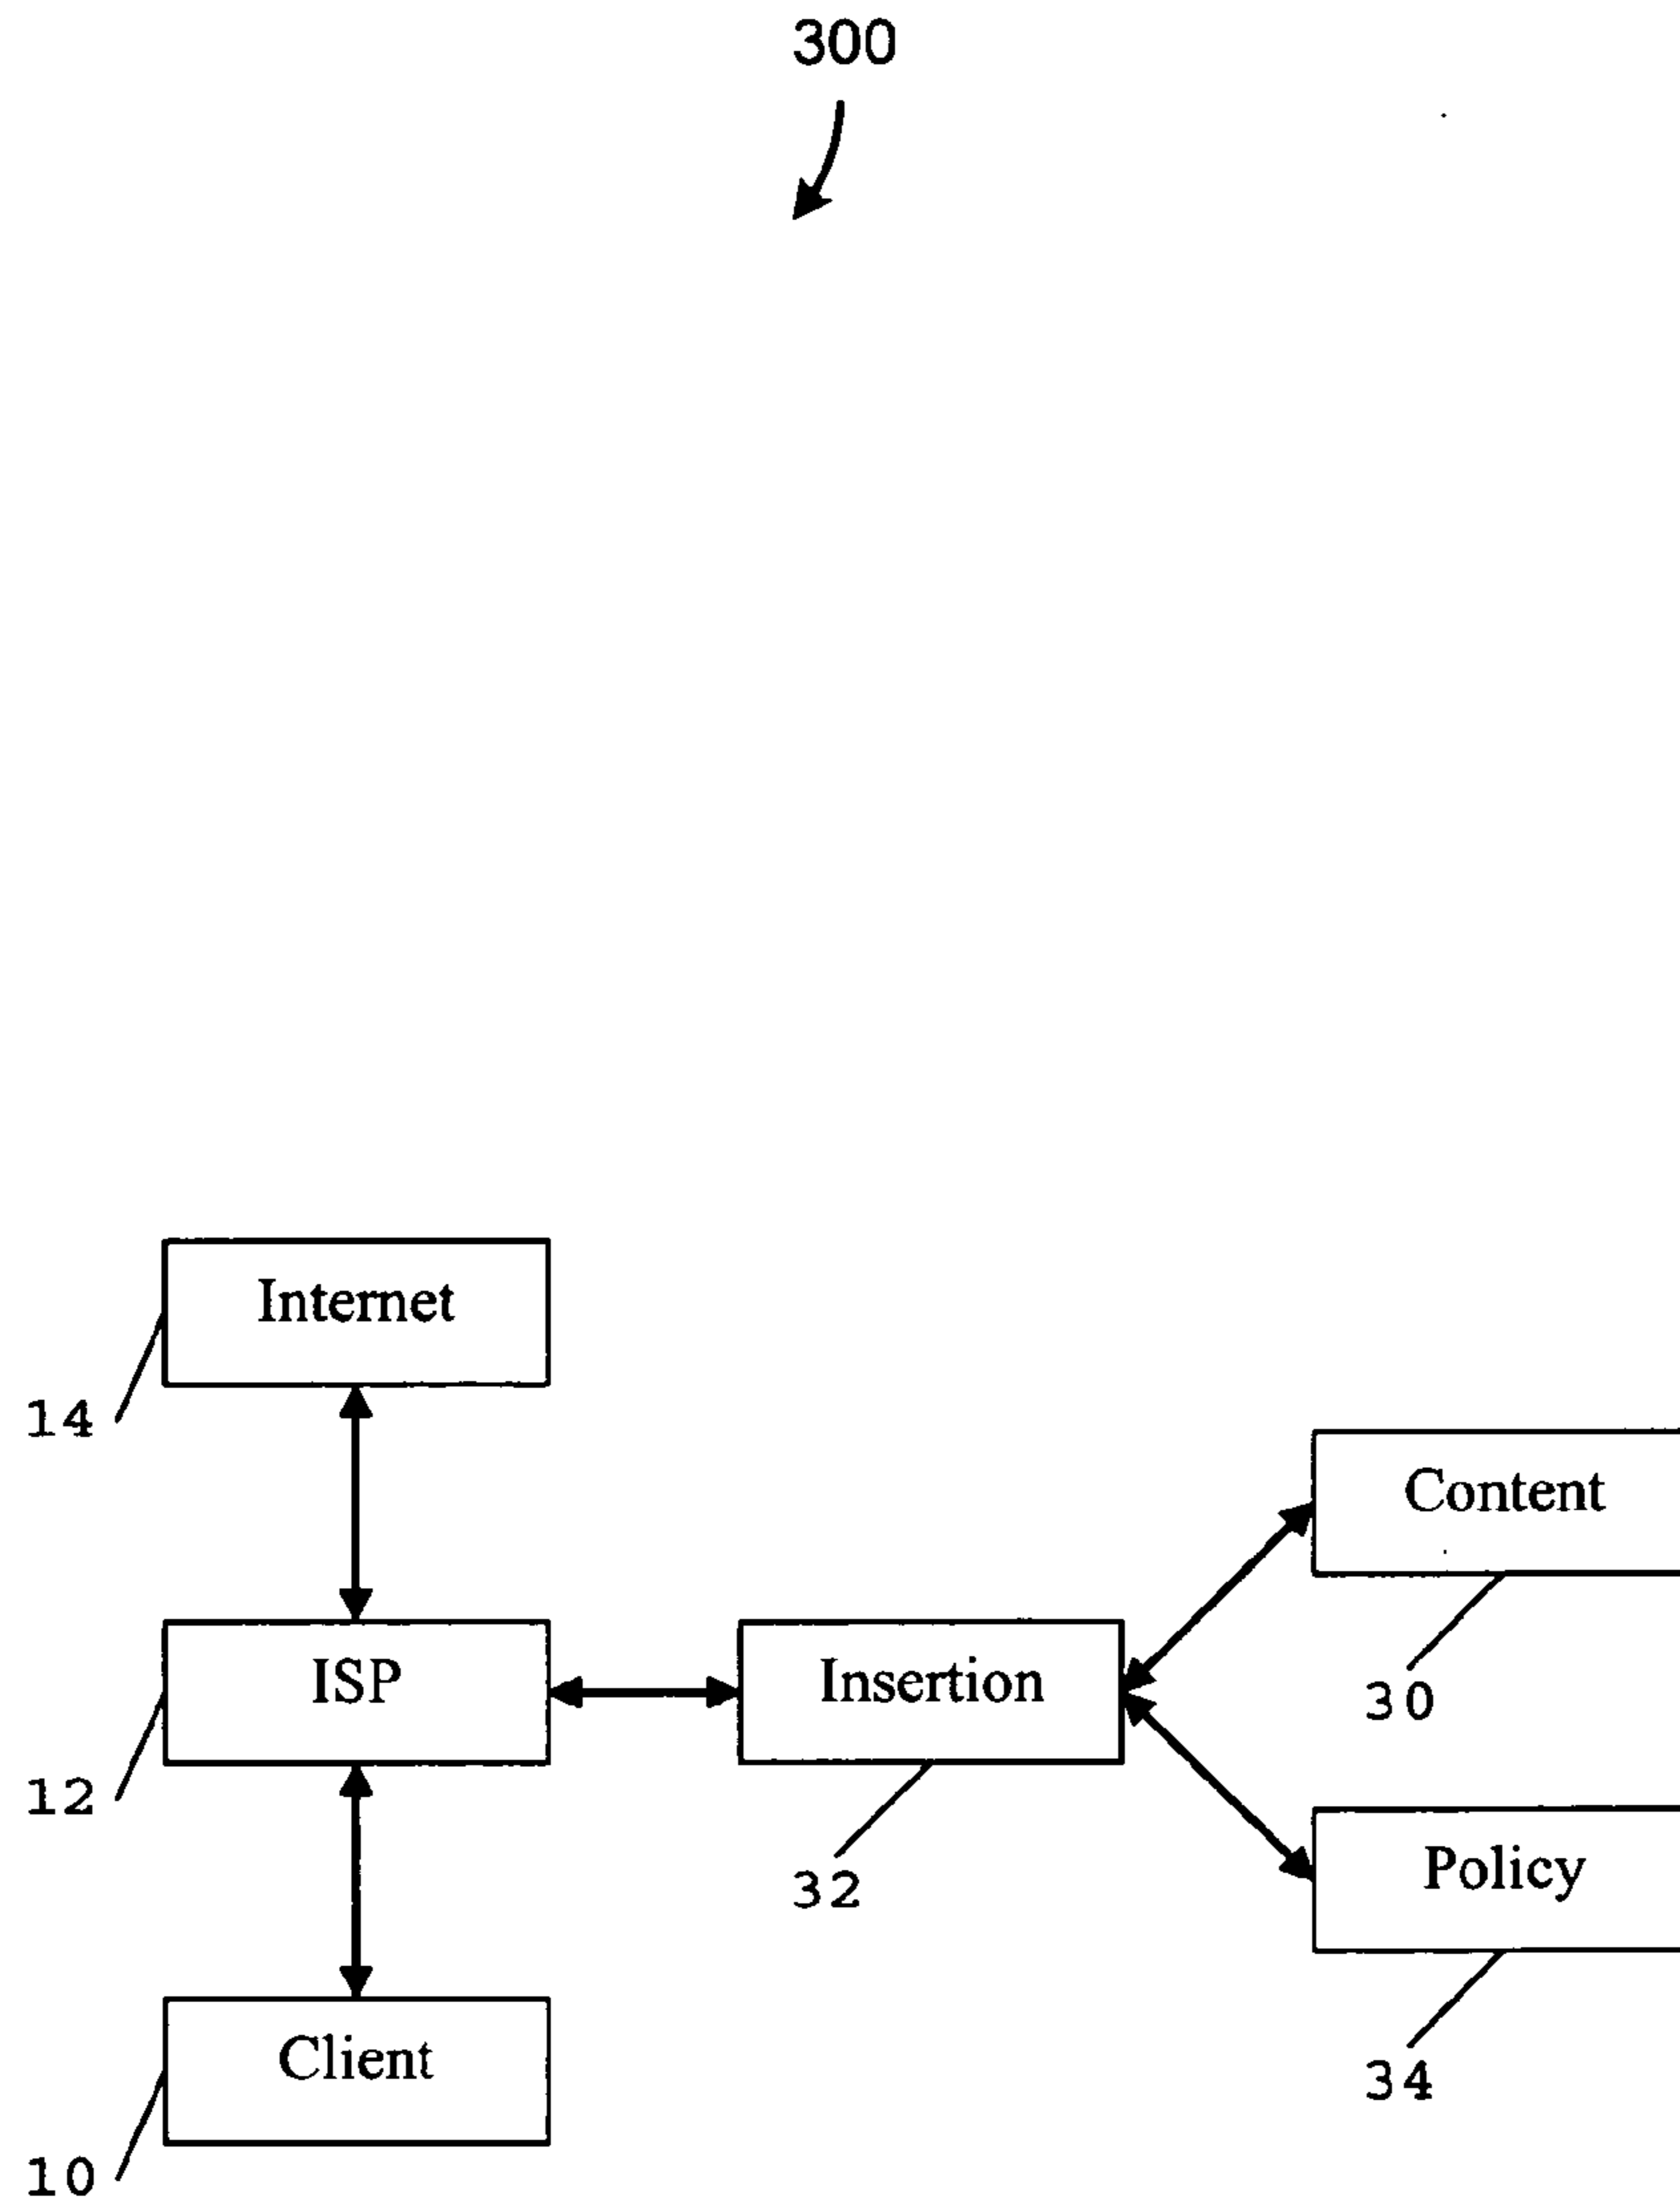 300
Internet
14
Content
ISP
Insertion
30
12
Policy
32
Client
34
10